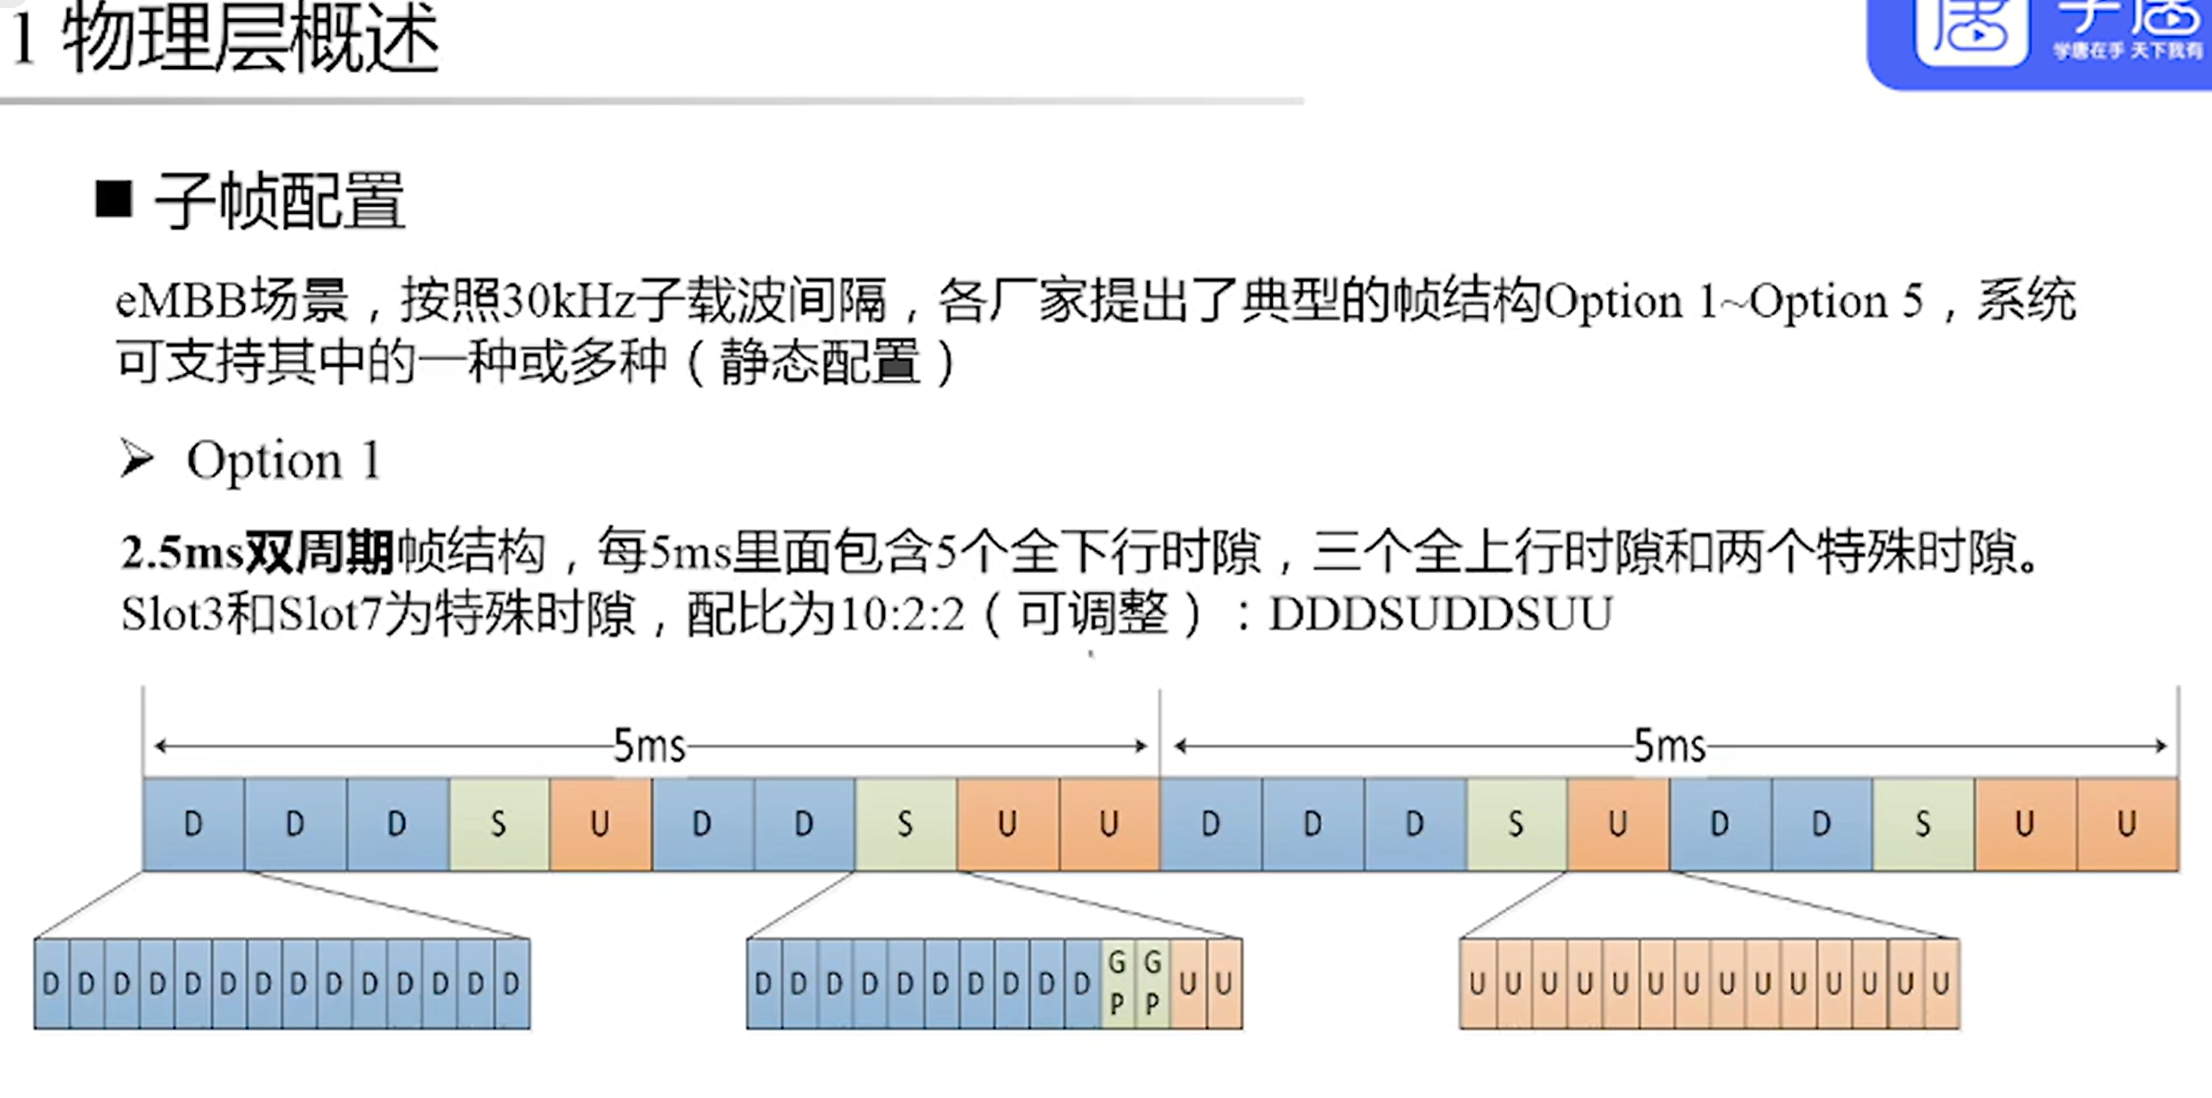 1 物理层概述
学唐
学唐在手 天下我有
■ 子帧配置
eMBB场景，按照30kHz子载波间隔，各厂家提出了典型的帧结构Option 1~Option 5，系统
可支持其中的一种或多种（静态配置）
➢ Option 1
2.5ms双周期帧结构，每5ms里面包含5个全下行时隙，三个全上行时隙和两个特殊时隙。
Slot3和Slot7为特殊时隙，配比为10:2:2（可调整）：DDDSUDDSUU
5ms 5ms
D D D S U D D S U U D D D S U D D S U U
D D D D D D D D D D D D D D
D D D D D D D D D D GP GP U U
U U U U U U U U U U U U U U